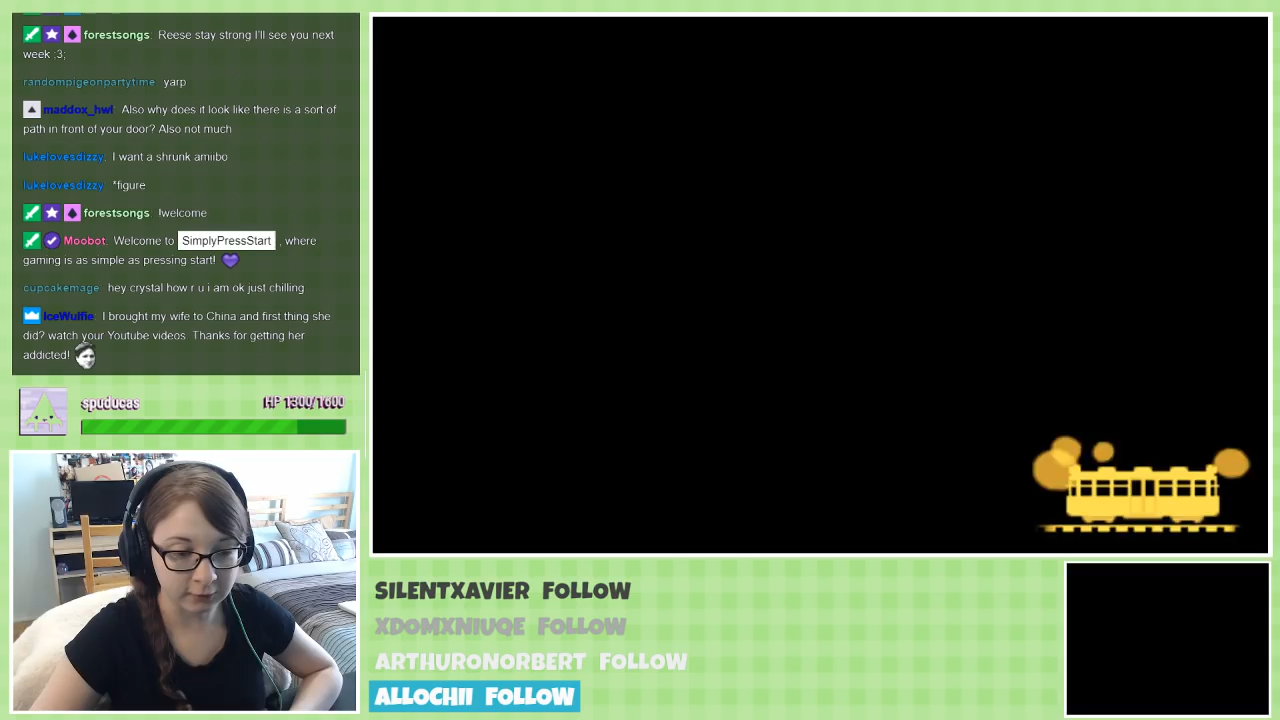 forestsongs: Reese stay strong I'll see you next
week :3;
randompigeonpartytime: yarp
maddox_hwl: Also why does it look like there is a sort of
path in front of your door? Also not much
lukelovesdizzy: I want a shrunk amiibo
lukelovesdizzy: *figure
forestsongs: !welcome
Moobot: Welcome to SimplyPressStart , where
gaming is as simple as pressing start!
cupcakemage: hey crystal how r u i am ok just chilling
IceWulfie: I brought my wife to China and first thing she
did? watch your Youtube videos. Thanks for getting her
addicted!
spuducas HP 1300/1600
SILENTXAVIER FOLLOW
XDOMXNIUQE FOLLOW
ARTHURONORBERT FOLLOW
ALLOCHII FOLLOW